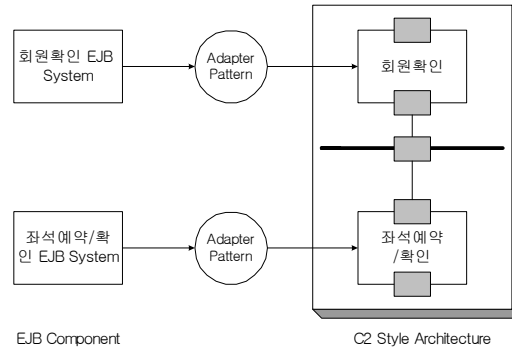 회원확인 EJB
System
Adapter
Pattern
회원확인
좌석예약/확
인 EJB System
Adapter
Pattern
좌석예약
/확인
EJB Component
C2 Style Architecture